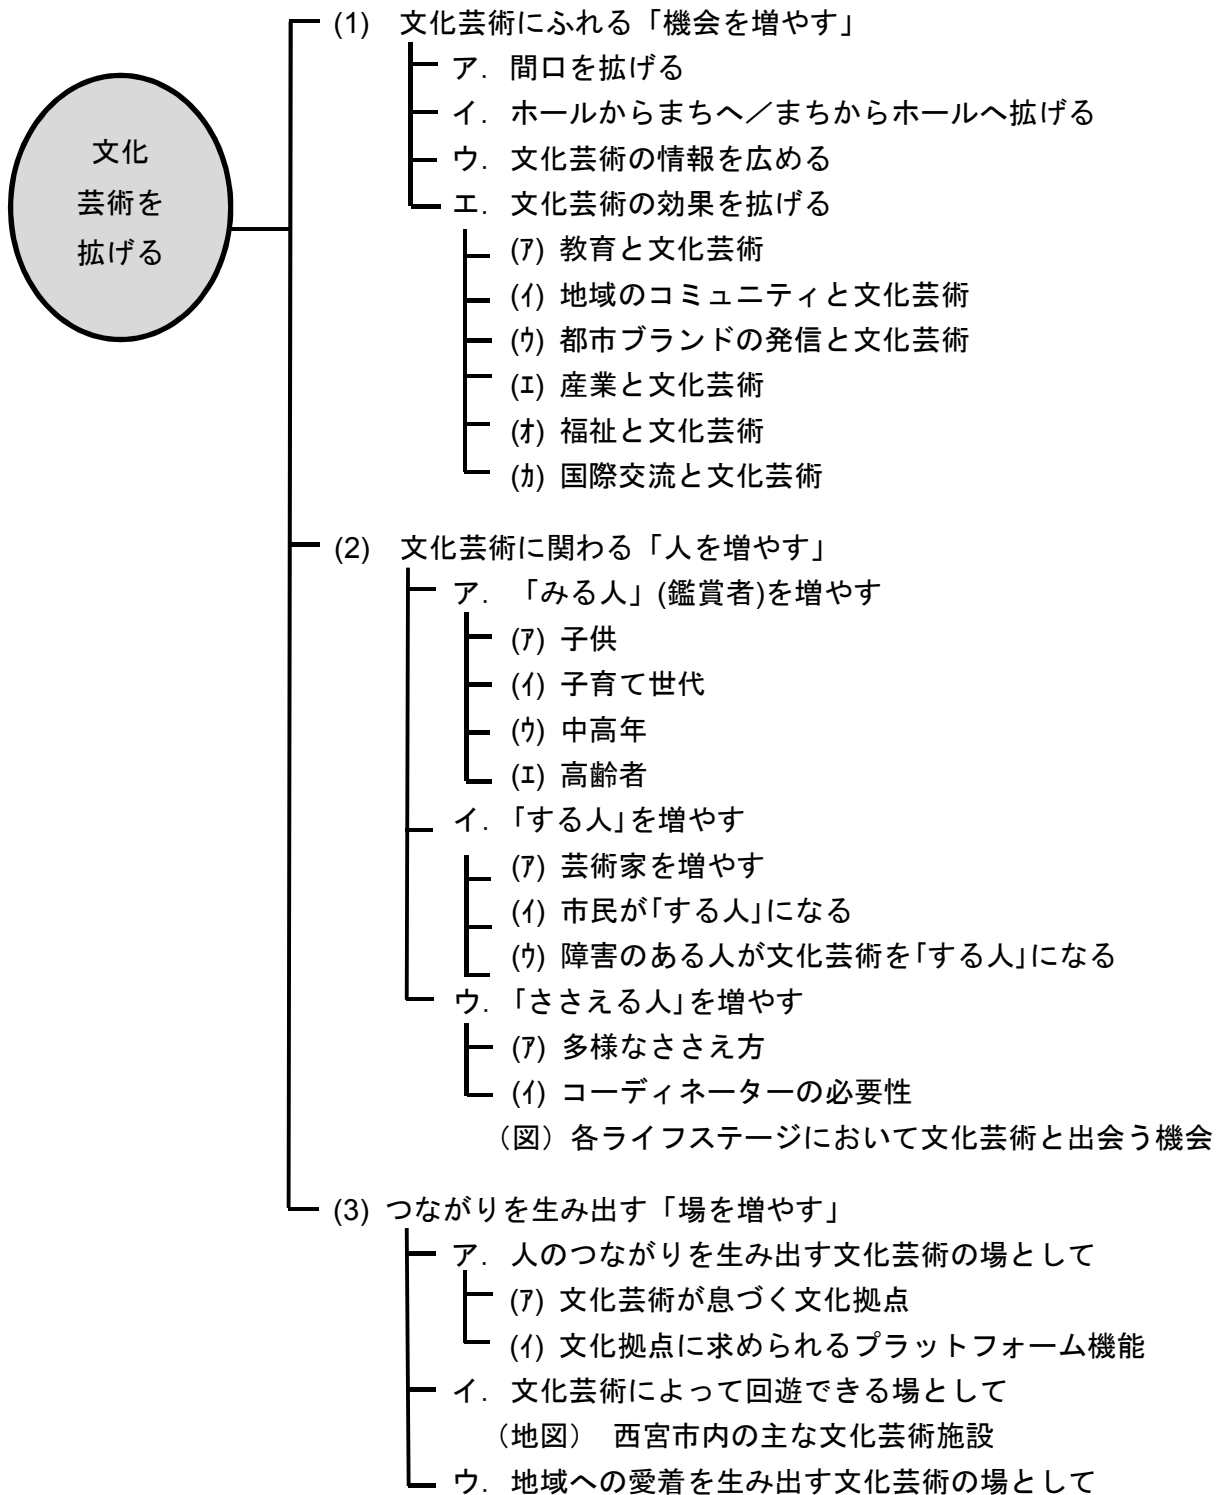 文化
芸術を
拡げる
(1) 文化芸術にふれる「機会を増やす」
ア. 間口を拡げる
イ. ホールからまちへ／まちからホールへ拡げる
ウ. 文化芸術の情報を広める
エ. 文化芸術の効果を拡げる
(ｱ) 教育と文化芸術
(ｲ) 地域のコミュニティと文化芸術
(ｳ) 都市ブランドの発信と文化芸術
(ｴ) 産業と文化芸術
(ｵ) 福祉と文化芸術
(ｶ) 国際交流と文化芸術
(2) 文化芸術に関わる「人を増やす」
ア. 「みる人」(鑑賞者)を増やす
(ｱ) 子供
(ｲ) 子育て世代
(ｳ) 中高年
(ｴ) 高齢者
イ. ｢する人｣を増やす
(ｱ) 芸術家を増やす
(ｲ) 市民が｢する人｣になる
(ｳ) 障害のある人が文化芸術を｢する人｣になる
ウ. ｢ささえる人｣を増やす
(ｱ) 多様なささえ方
(ｲ) コーディネーターの必要性
（図）各ライフステージにおいて文化芸術と出会う機会
(3) つながりを生み出す「場を増やす」
ア. 人のつながりを生み出す文化芸術の場として
(ｱ) 文化芸術が息づく文化拠点
(ｲ) 文化拠点に求められるプラットフォーム機能
イ. 文化芸術によって回遊できる場として
（地図） 西宮市内の主な文化芸術施設
ウ. 地域への愛着を生み出す文化芸術の場として